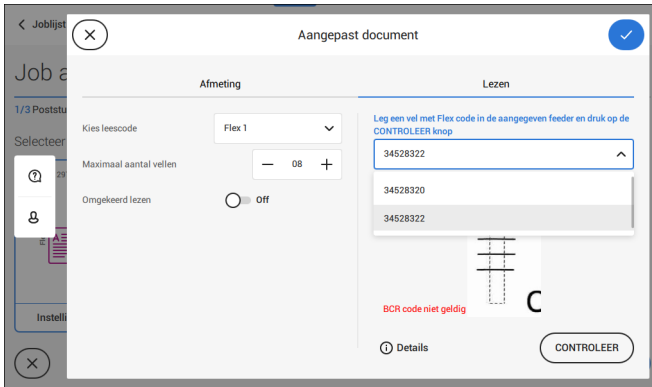 Joblijst
Aangepast document
Job a
Afmeting
Lezen
1/3 Poststu
Selecteer
Kies leescode
Flex 1
Maximaal aantal vellen
08
Omgekeerd lezen
Off
Leg een vel met Flex code in de aangegeven feeder en druk op de
CONTROLEER knop
34528322
34528320
34528322
29
BCR code niet geldig
C
Instelli
Details
CONTROLEER